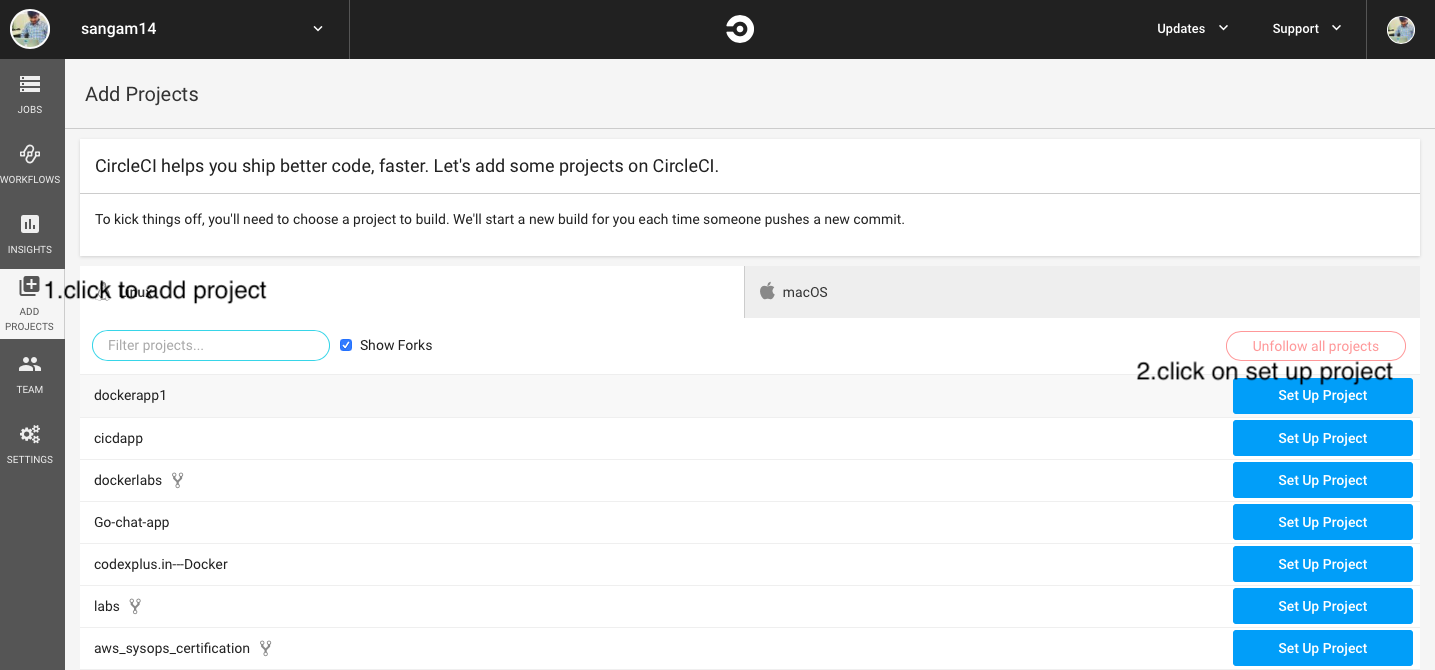 sangam14
Updates
Support
JOBS
WORKFLOWS
INSIGHTS
ADD
PROJECTS
TEAM
SETTINGS
Add Projects
CircleCI helps you ship better code, faster. Let's add some projects on CircleCI.
To kick things off, you'll need to choose a project to build. We'll start a new build for you each time someone pushes a new commit.
1.click to add project
Linux
macOS
Filter projects...
Show Forks
Unfollow all projects
2.click on set up project
dockerapp1
Set Up Project
cicdapp
Set Up Project
dockerlabs
Set Up Project
Go-chat-app
Set Up Project
codexplus.in---Docker
Set Up Project
labs
Set Up Project
aws_sysops_certification
Set Up Project